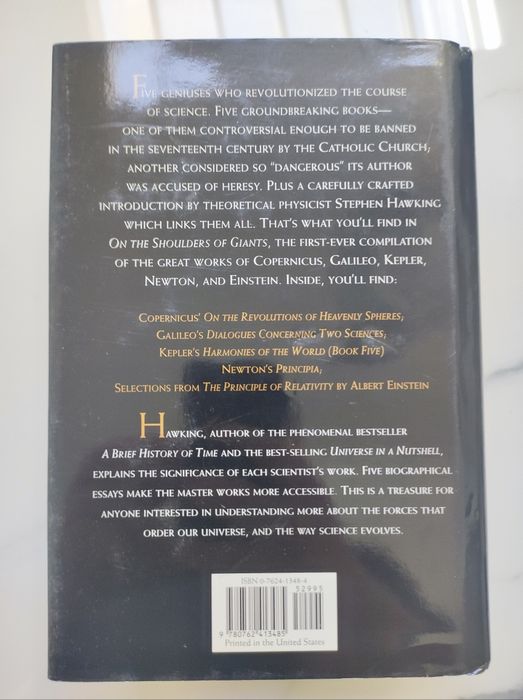 FIVE GENIUSES WHO REVOLUTIONIZED THE COURSE
OF SCIENCE. FIVE GROUNDBREAKING BOOKS—
ONE OF THEM CONTROVERSIAL ENOUGH TO BE BANNED
IN THE SEVENTEENTH CENTURY BY THE CATHOLIC CHURCH;
ANOTHER CONSIDERED SO "DANGEROUS" ITS AUTHOR
WAS ACCUSED OF HERESY. PLUS A CAREFULLY CRAFTED
INTRODUCTION BY THEORETICAL PHYSICIST STEPHEN HAWKING
WHICH LINKS THEM ALL. THAT'S WHAT YOU'LL FIND IN
ON THE SHOULDERS OF GIANTS, THE FIRST-EVER COMPILATION
OF THE GREAT WORKS OF COPERNICUS, GALILEO, KEPLER,
NEWTON, AND EINSTEIN. INSIDE, YOU'LL FIND:
COPERNICUS' ON THE REVOLUTIONS OF HEAVENLY SPHERES;
GALILEO'S DIALOGUES CONCERNING TWO SCIENCES;
KEPLER'S HARMONIES OF THE WORLD (BOOK FIVE)
NEWTON'S PRINCIPIA;
SELECTIONS FROM THE PRINCIPLE OF RELATIVITY BY ALBERT EINSTEIN
HAWKING, AUTHOR OF THE PHENOMENAL BESTSELLER
A BRIEF HISTORY OF TIME AND THE BEST-SELLING UNIVERSE IN A NUTSHELL,
EXPLAINS THE SIGNIFICANCE OF EACH SCIENTIST'S WORK. FIVE BIOGRAPHICAL
ESSAYS MAKE THE MASTER WORKS MORE ACCESSIBLE. THIS IS A TREASURE FOR
ANYONE INTERESTED IN UNDERSTANDING MORE ABOUT THE FORCES THAT
ORDER OUR UNIVERSE, AND THE WAY SCIENCE EVOLVES.
ISBN 0-7624-1348-4
52995
9 780762 413485
Printed in the United States